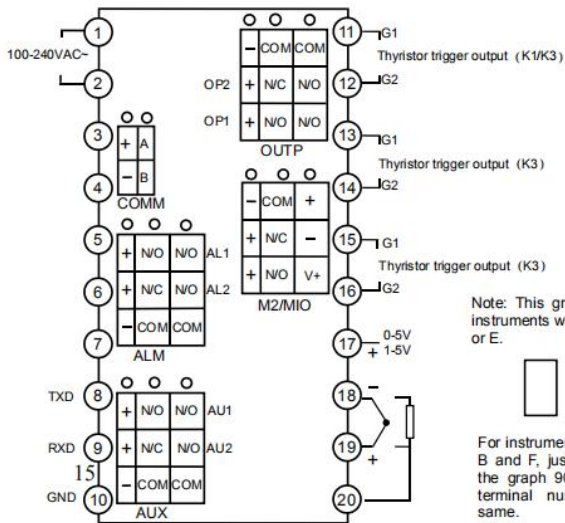 1
100-240VAC~
2
3
+ A
4
- B
COMM
5
+ N/O N/O AL1
6
+ N/C N/O AL2
- COM COM
7
ALM
TXD 8
+ N/O N/O AU1
RXD 9
+ N/C N/O AU2
15
- COM COM
GND 10
AUX
- COM COM
OP2 + N/C N/O
OP1 + N/O N/O
OUTP
- COM +
+ N/C -
+ N/O V+
M2/MIO
11 G1
Thyristor trigger output (K1/K3)
12 G2
13 G1
Thyristor trigger output (K3)
14 G2
15 G1
Thyristor trigger output (K3)
16 G2
17 0-5V
+ 1-5V
18 -
19 +
20
Note: This gr
instruments w
or E.
For instrumen
B and F, jus
the graph 90
terminal nu
same.